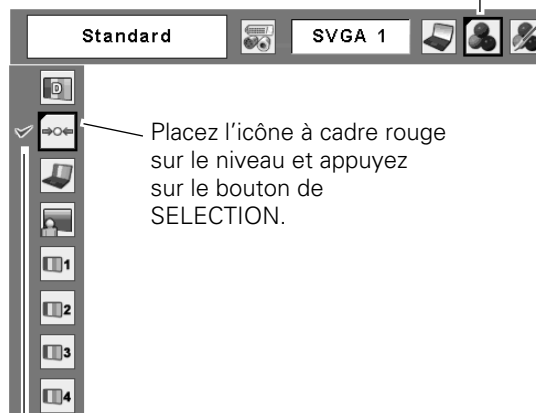 Standard
SVGA 1
D
Placez l'icône à cadre rouge
sur le niveau et appuyez
sur le bouton de
SELECTION.
1
2
3
4